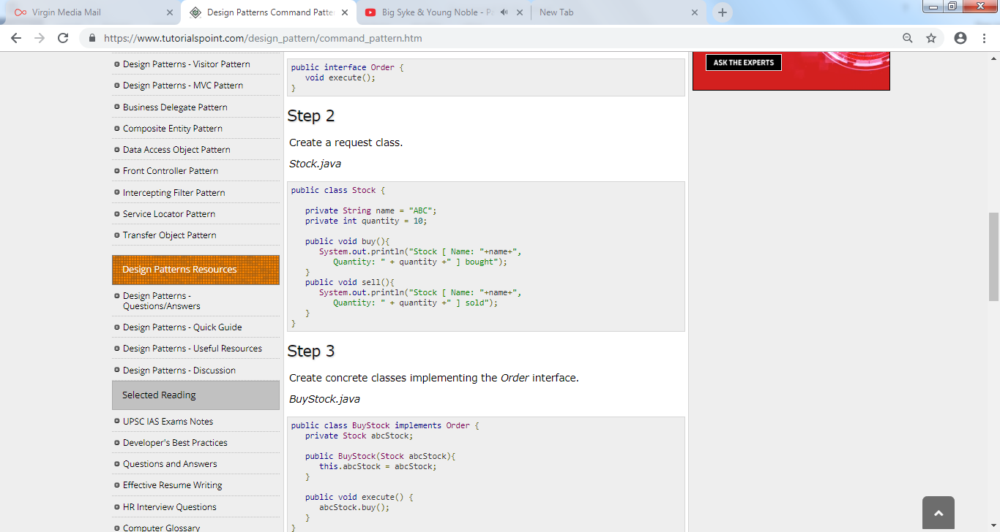 Virgin Media Mail
Design Patterns Command Patter
Big Syke & Young Noble - Pa
New Tab
https://www.tutorialspoint.com/design_pattern/command_pattern.htm
Design Patterns - Visitor Pattern
Design Patterns - MVC Pattern
Business Delegate Pattern
Composite Entity Pattern
Data Access Object Pattern
Front Controller Pattern
Intercepting Filter Pattern
Service Locator Pattern
Transfer Object Pattern
Design Patterns Resources
Design Patterns -
Questions/Answers
Design Patterns - Quick Guide
Design Patterns - Useful Resources
Design Patterns - Discussion
Selected Reading
UPSC IAS Exams Notes
Developer's Best Practices
Questions and Answers
Effective Resume Writing
HR Interview Questions
Computer Glossary
public interface Order {
void execute();
}
Step 2
Create a request class.
Stock.java
public class Stock {
private String name = "ABC";
private int quantity = 10;
public void buy(){
System.out.println("Stock [ Name: "+name+",
Quantity: " + quantity +" ] bought");
}
public void sell(){
System.out.println("Stock [ Name: "+name+",
Quantity: " + quantity +" ] sold");
}
}
Step 3
Create concrete classes implementing the Order interface.
BuyStock.java
public class BuyStock implements Order {
private Stock abcStock;
public BuyStock(Stock abcStock){
this.abcStock = abcStock;
}
public void execute() {
abcStock.buy();
}
}
ASK THE EXPERTS